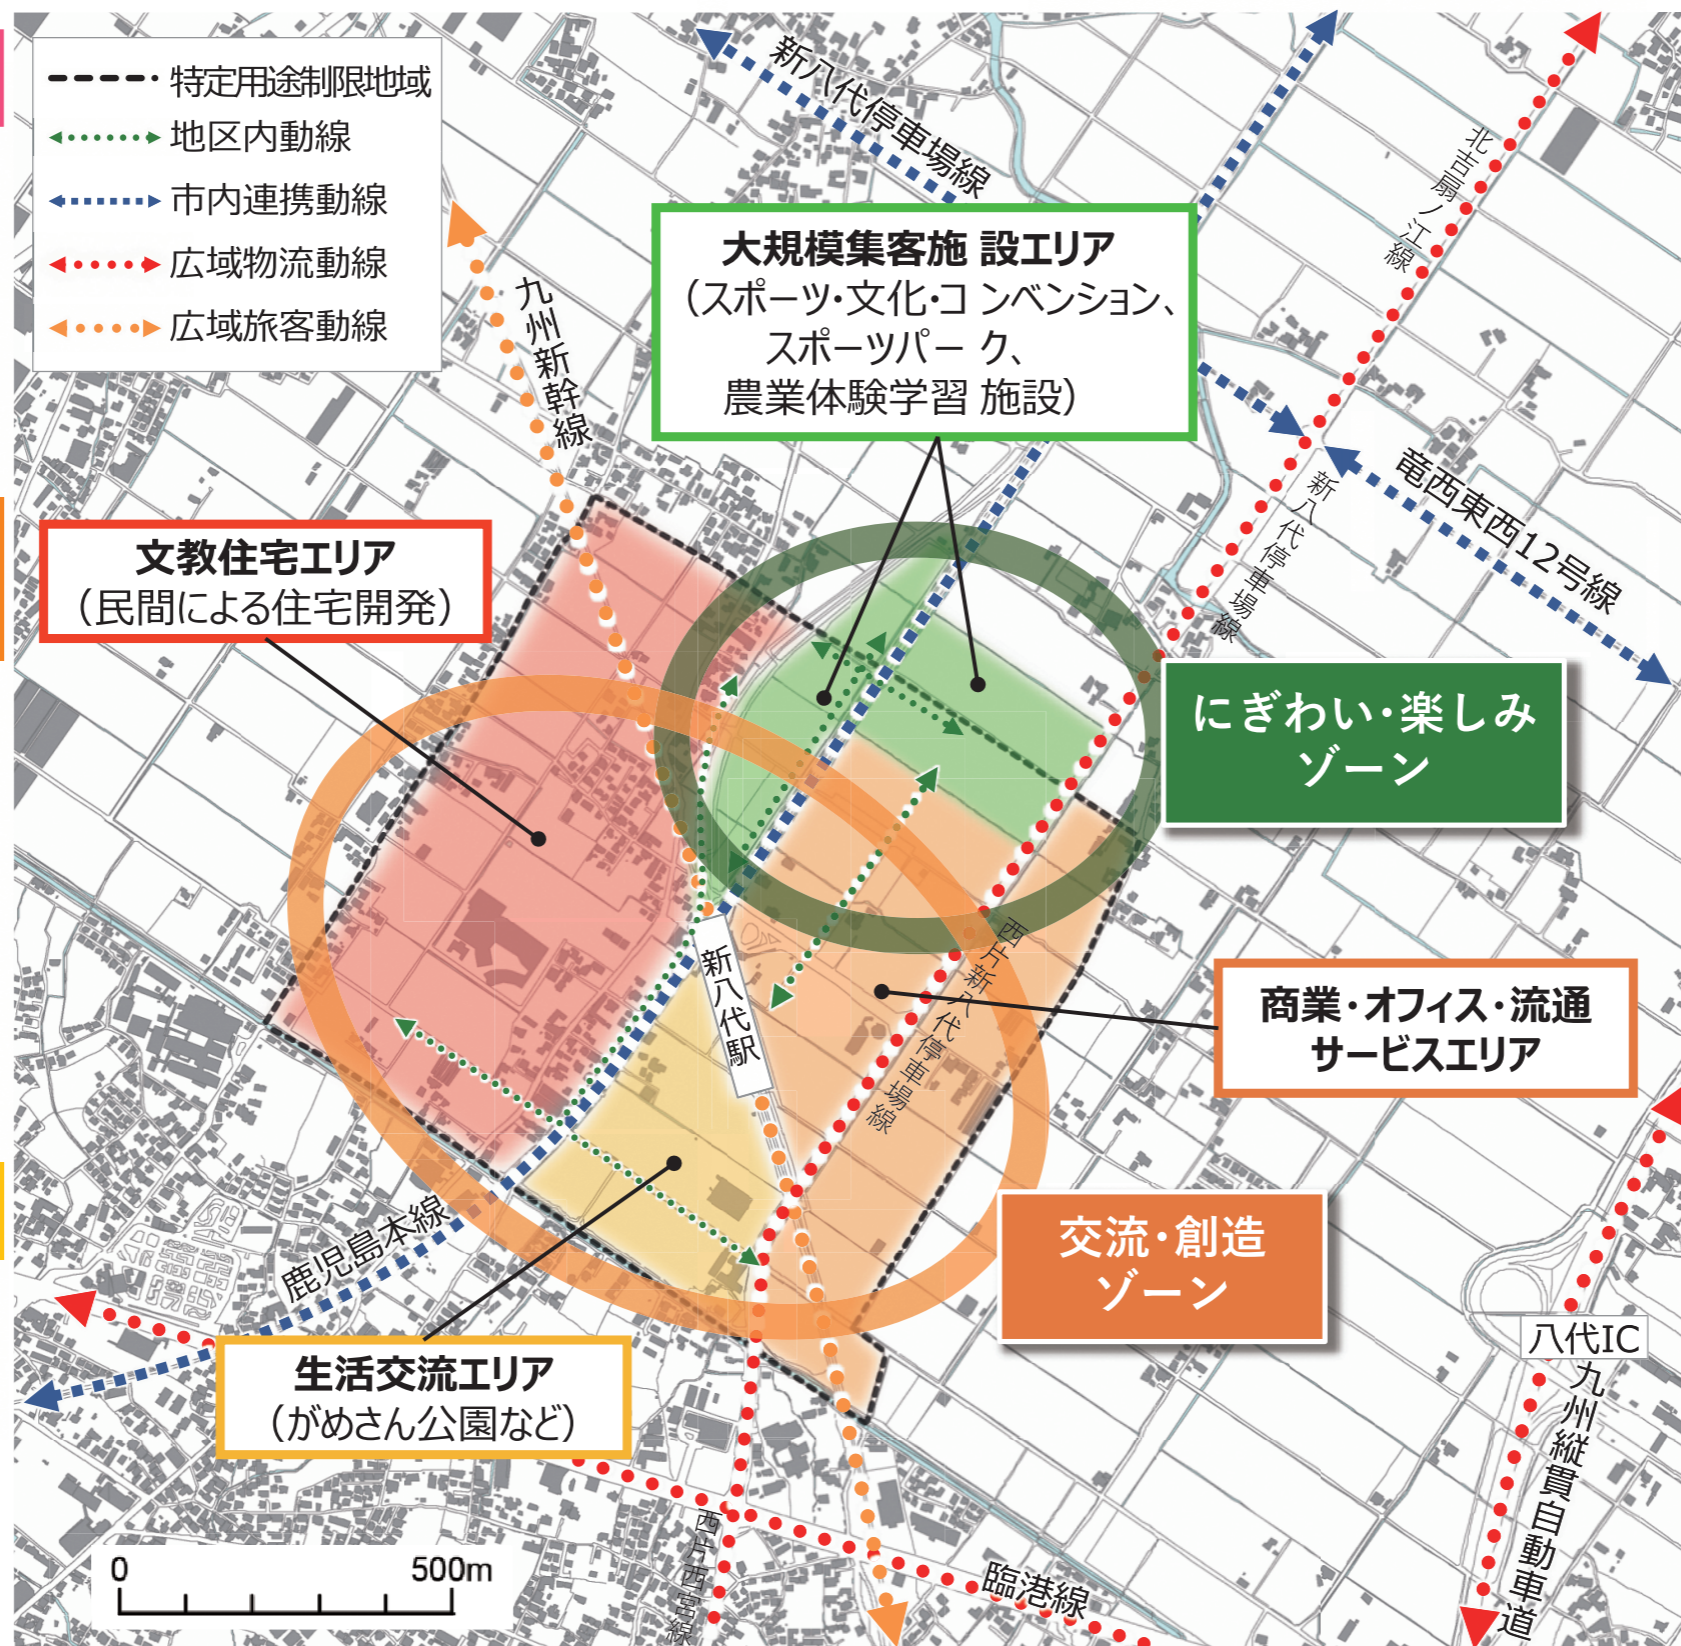 特定用途制限地域
地区内動線
市内連携動線
広域物流動線
広域旅客動線
新八代停車場線
北吉扇ノ江線
九州新幹線
大規模集客施 設エリア
（スポーツ・文化・コ ンベンション、
スポーツパー ク、
農業体験学習 施設）
竜西東西12号線
新八代停車場線
文教住宅エリア
（民間による住宅開発）
にぎわい・楽しみ
ゾーン
新八代駅
西片新八代停車場線
商業・オフィス・流通
サービスエリア
交流・創造
ゾーン
鹿児島本線
八代IC
生活交流エリア
（がめさん公園など）
九州縦貫自動車道
西片西宮線
臨港線
0
500m